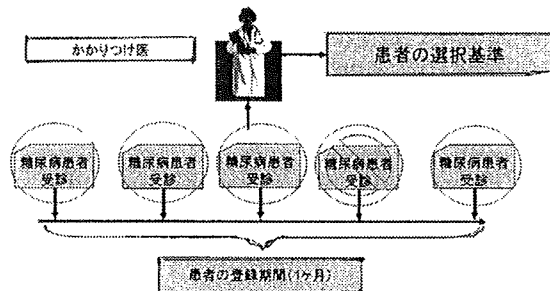 かかりつけ医
患者の選択基準
糖尿病患者
受診
糖尿病患者
受診
糖尿病患者
受診
糖尿病患者
受診
糖尿病患者
受診
患者の登録期間(1ヶ月)